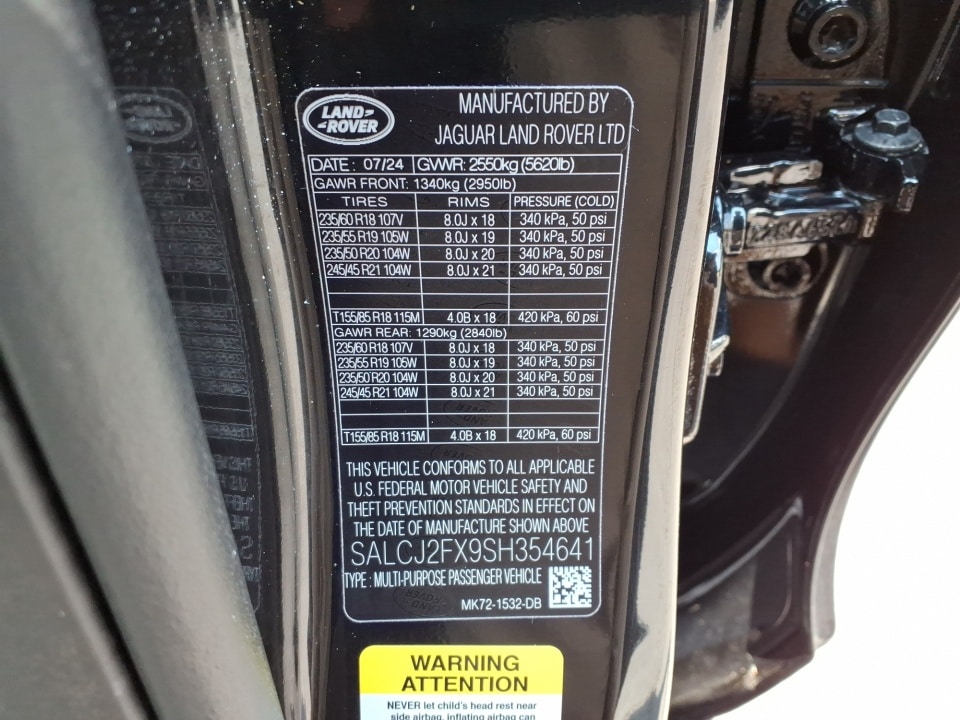 LAND-
-ROVER
MANUFACTURED BY
JAGUAR LAND ROVER LTD
DATE : 07/24 GVWR: 2550kg (5620lb)
GAWR FRONT: 1340kg (2950lb)
TIRES RIMS PRESSURE (COLD)
235/60 R18 107V 8.0J x 18 340 kPa, 50 psi
235/55 R19 105W 8.0J x 19 340 kPa, 50 psi
235/50 R20 104W 8.0J x 20 340 kPa, 50 psi
245/45 R21 104W 8.0J x 21 340 kPa, 50 psi
T155/85 R18 115M 4.0B x 18 420 kPa, 60 psi
GAWR REAR: 1290kg (2840lb)
235/60 R18 107V 8.0J x 18 340 kPa, 50 psi
235/55 R19 105W 8.0J x 19 340 kPa, 50 psi
235/50 R20 104W 8.0J x 20 340 kPa, 50 psi
245/45 R21 104W 8.0J x 21 340 kPa, 50 psi
T155/85 R18 115M 4.0B x 18 420 kPa, 60 psi
THIS VEHICLE CONFORMS TO ALL APPLICABLE
U.S. FEDERAL MOTOR VEHICLE SAFETY AND
THEFT PREVENTION STANDARDS IN EFFECT ON
THE DATE OF MANUFACTURE SHOWN ABOVE
SALCJ2FX9SH354641
TYPE : MULTI-PURPOSE PASSENGER VEHICLE
MK72-1532-DB
WARNING
ATTENTION
NEVER let child's head rest near
side airbag, inflating airbag can